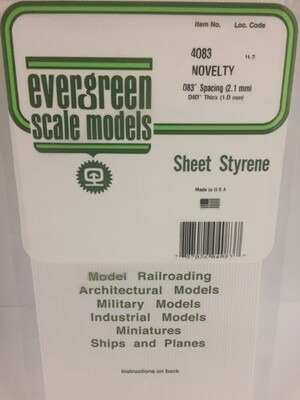 Item No. Loc. Code
4083 H-7
NOVELTY
.083" Spacing (2.1 mm)
.040" Thick (1.0 mm)
evergreen
scale models
Sheet Styrene
Made in U S A
Model Railroading
Architectural Models
Military Models
Industrial Models
Miniatures
Ships and Planes
Instructions on back